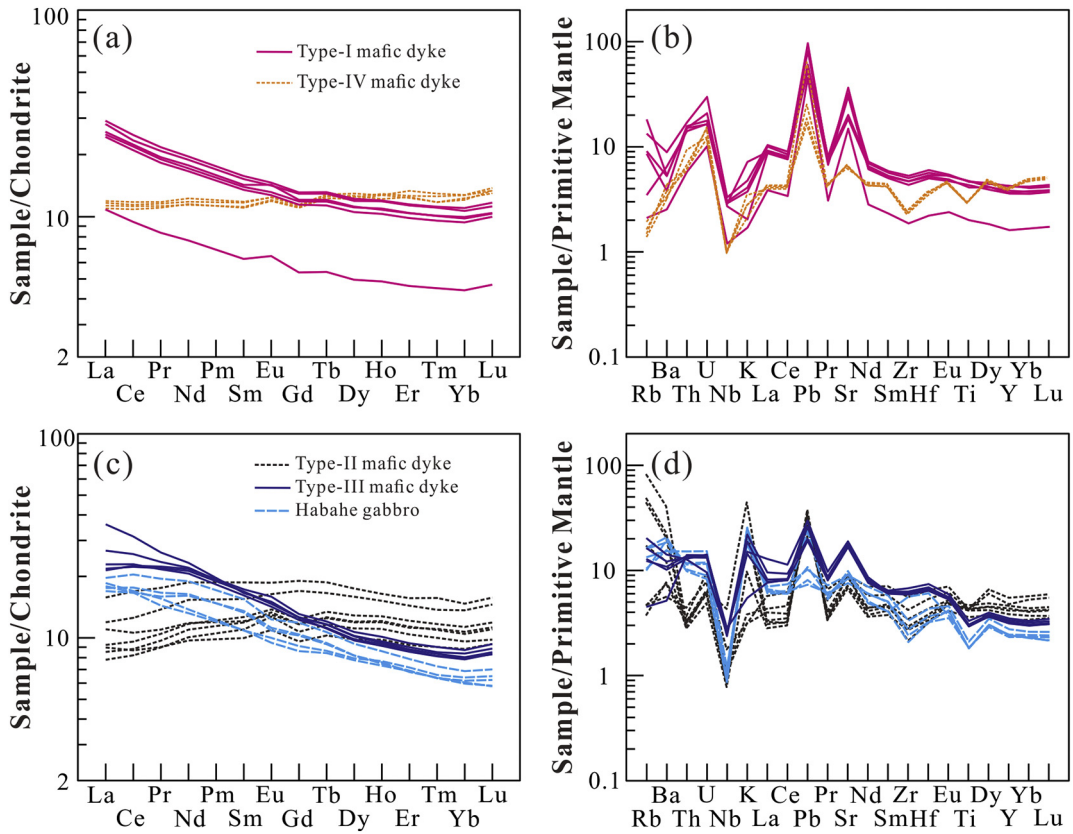 100
(a)
Type-I mafic dyke
Type-IV mafic dyke
Sample/Chondrite
10
2
La Pr Pm Eu Tb Ho Tm Lu
Ce Nd Sm Gd Dy Er Yb
(b)
Sample/Primitive Mantle
100
10
1
0.1
Ba Th U K Ce Pr Nd Zr Eu Dy Yb
Rb Nb La Pb Sr Sm Hf Ti Y Lu
100
(c)
Type-II mafic dyke
Type-III mafic dyke
Habahe gabbro
Sample/Chondrite
10
2
La Pr Pm Eu Tb Ho Tm Lu
Ce Nd Sm Gd Dy Er Yb
(d)
Sample/Primitive Mantle
100
10
1
0.1
Ba U K Ce Pr Nd Zr Eu Dy Yb
Rb Th Nb La Pb Sr Sm Hf Ti Y Lu